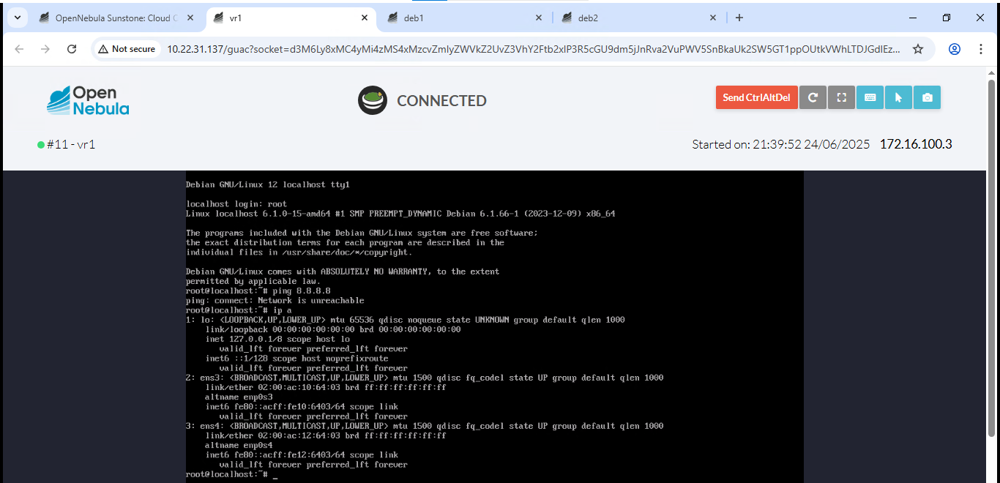 OpenNebula Sunstone: Cloud C
vr1
deb1
deb2
Not secure
10.22.31.137/guac?socket=d3M6Ly8xMC4yMi4zMS4xMzcvZmlyZWVkZ2UvZ3VhY2Ftb2xlP3R5cGU9dm5jJnRva2VuPWV5SnBkaUk2SW5GT1ppOUtkVWhLTDJGdlEz...
Open
Nebula
CONNECTED
Send CtrlAltDel
#11 - vr1
Started on: 21:39:52 24/06/2025 172.16.100.3
Debian GNU/Linux 12 localhost tty1
localhost login: root
Linux localhost 6.1.0-15-amd64 #1 SMP PREEMPT_DYNAMIC Debian 6.1.66-1 (2023-12-09) x86_64
The programs included with the Debian GNU/Linux system are free software;
the exact distribution terms for each program are described in the
individual files in /usr/share/doc/*/copyright.
Debian GNU/Linux comes with ABSOLUTELY NO WARRANTY, to the extent
permitted by applicable law.
root@localhost:~# ping 8.8.8.8
ping: connect: Network is unreachable
root@localhost:~# ip a
1: lo: <LOOPBACK,UP,LOWER_UP> mtu 65536 qdisc noqueue state UNKNOWN group default qlen 1000
link/loopback 00:00:00:00:00:00 brd 00:00:00:00:00:00
inet 127.0.0.1/8 scope host lo
valid_lft forever preferred_lft forever
inet6 ::1/128 scope host noprefixroute
valid_lft forever preferred_lft forever
2: ens3: <BROADCAST,MULTICAST,UP,LOWER_UP> mtu 1500 qdisc fq_codel state UP group default qlen 1000
link/ether 02:00:ac:10:64:03 brd ff:ff:ff:ff:ff:ff
altname enp0s3
inet6 fe80::acff:fe10:6403/64 scope link
valid_lft forever preferred_lft forever
3: ens4: <BROADCAST,MULTICAST,UP,LOWER_UP> mtu 1500 qdisc fq_codel state UP group default qlen 1000
link/ether 02:00:ac:12:64:03 brd ff:ff:ff:ff:ff:ff
altname enp0s4
inet6 fe80::acff:fe12:6403/64 scope link
valid_lft forever preferred_lft forever
root@localhost:~# _